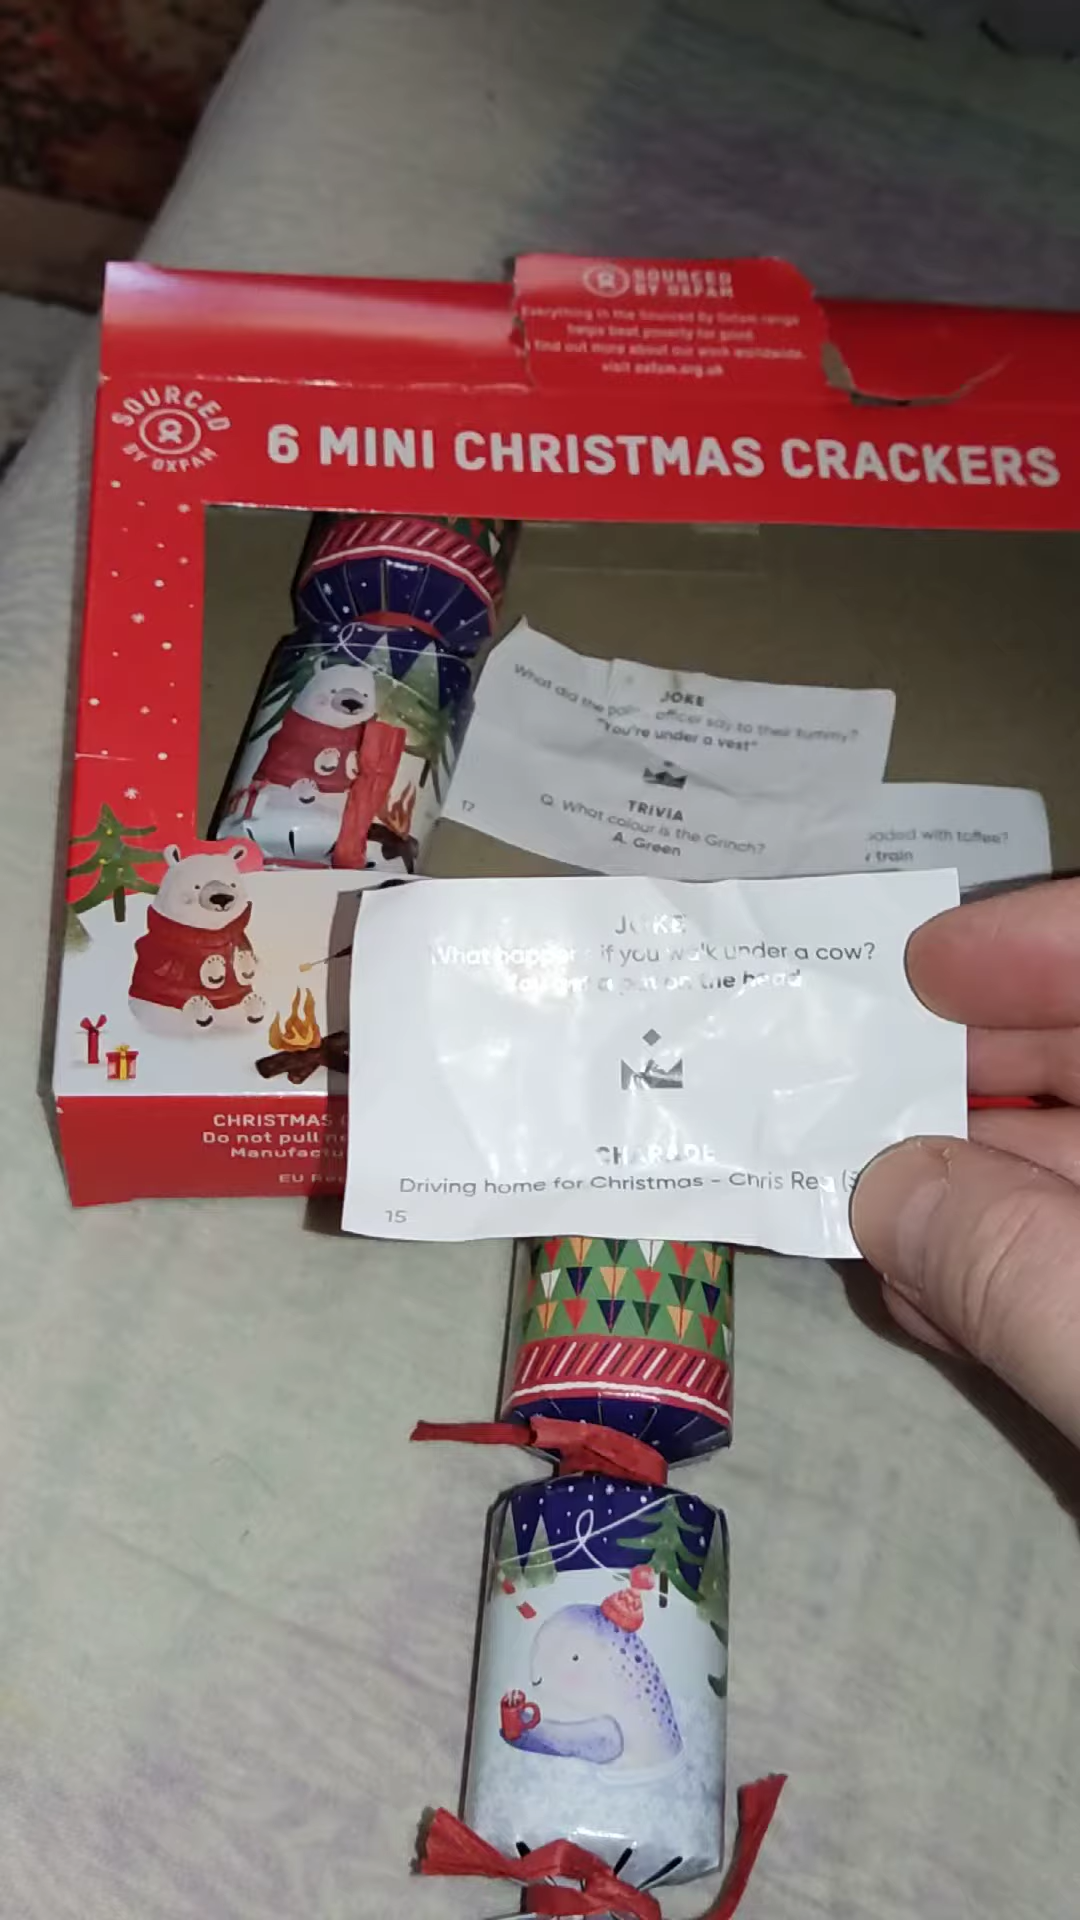 SOURCED
BY OXFAM
Everything in the Sourced By Oxfam range
helps beat poverty for good.
find out more about our work worldwide,
visit oxfam.org.uk
SOURCED
BY OXFAM
6 MINI CHRISTMAS CRACKERS
JOKE
What did the officer say to their tummy?
"You're under a vest"
TRIVIA
Q. What colour is the Grinch?
A. Green
17
with toffee?
train
JOKE
What if you walk under a cow?
You get a pat on the head
CHARADE
Driving home for Christmas - Chris Rea
15
CHRISTMAS
Do not pull
EU